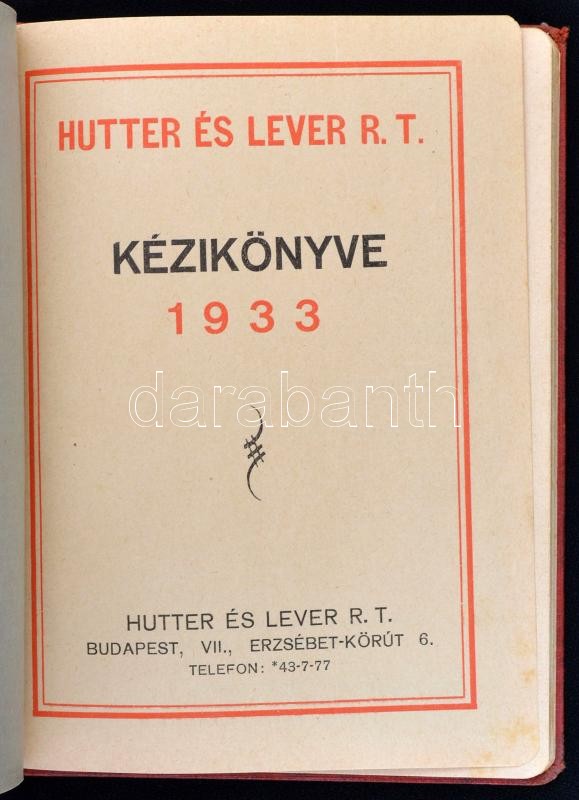 HUTTER ÉS LEVER R. T.
KÉZIKÖNYVE
1933
darabanth
HUTTER ÉS LEVER R. T.
BUDAPEST, VII., ERZSÉBET-KÖRÚT 6.
TELEFON: *43-7-77